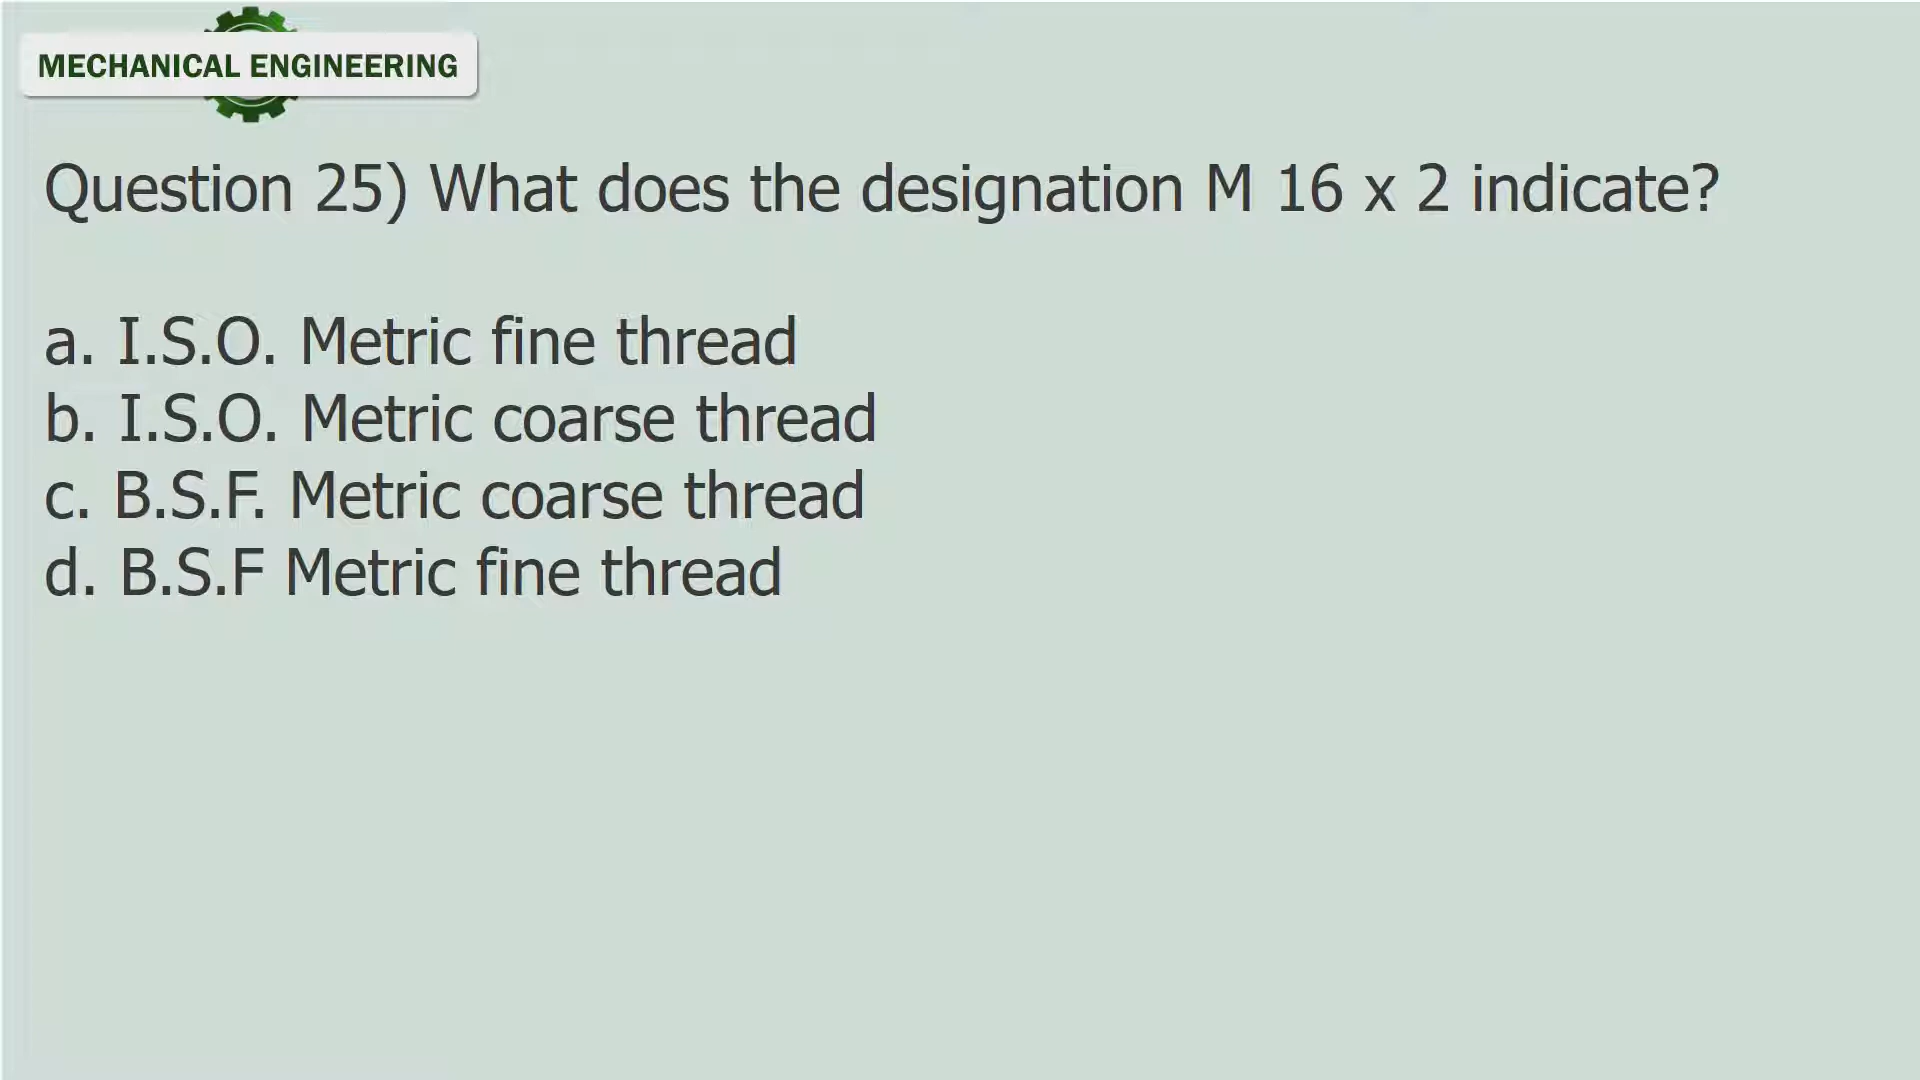 MECHANICAL ENGINEERING
Question 25) What does the designation M 16 x 2 indicate?
a. I.S.O. Metric fine thread
b. I.S.O. Metric coarse thread
c. B.S.F. Metric coarse thread
d. B.S.F Metric fine thread